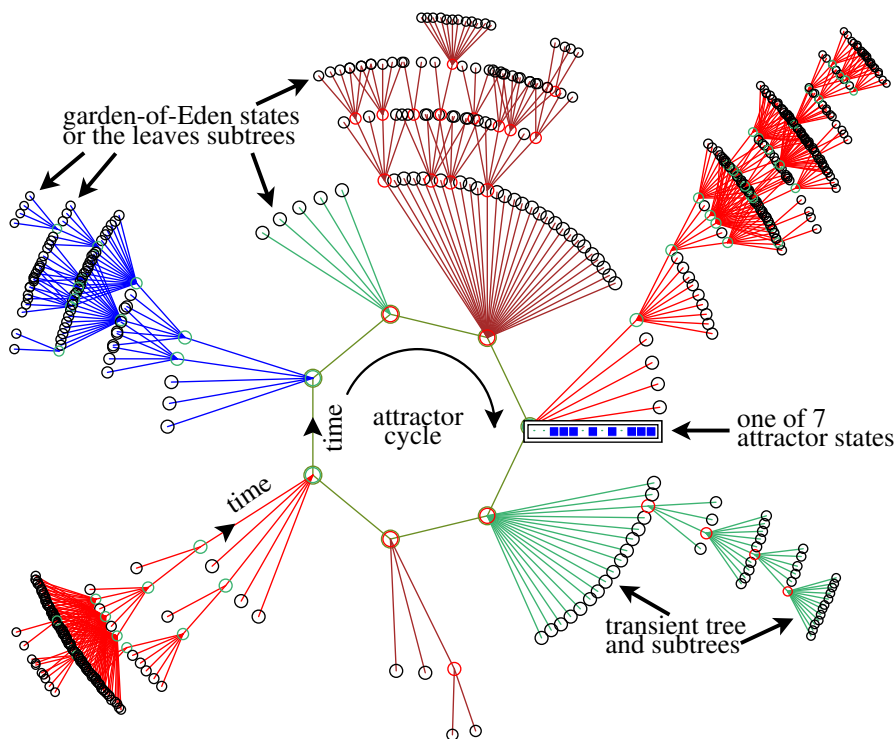 garden-of-Eden states
or the leaves subtrees
time
attractor
cycle
one of 7
attractor states
time
transient tree
and subtrees